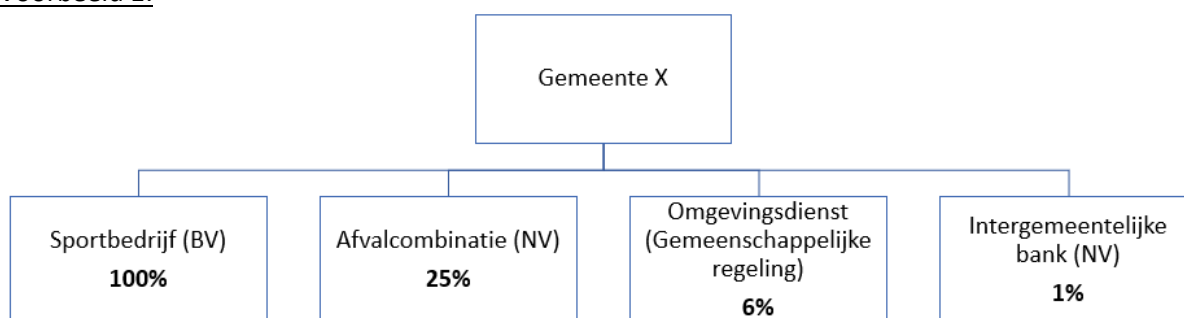 Gemeente X
Sportbedrijf (BV)
100%
Afvalcombinatie (NV)
25%
Omgevingsdienst
(Gemeenschappelijke
regeling)
6%
Intergemeentelijke
bank (NV)
1%